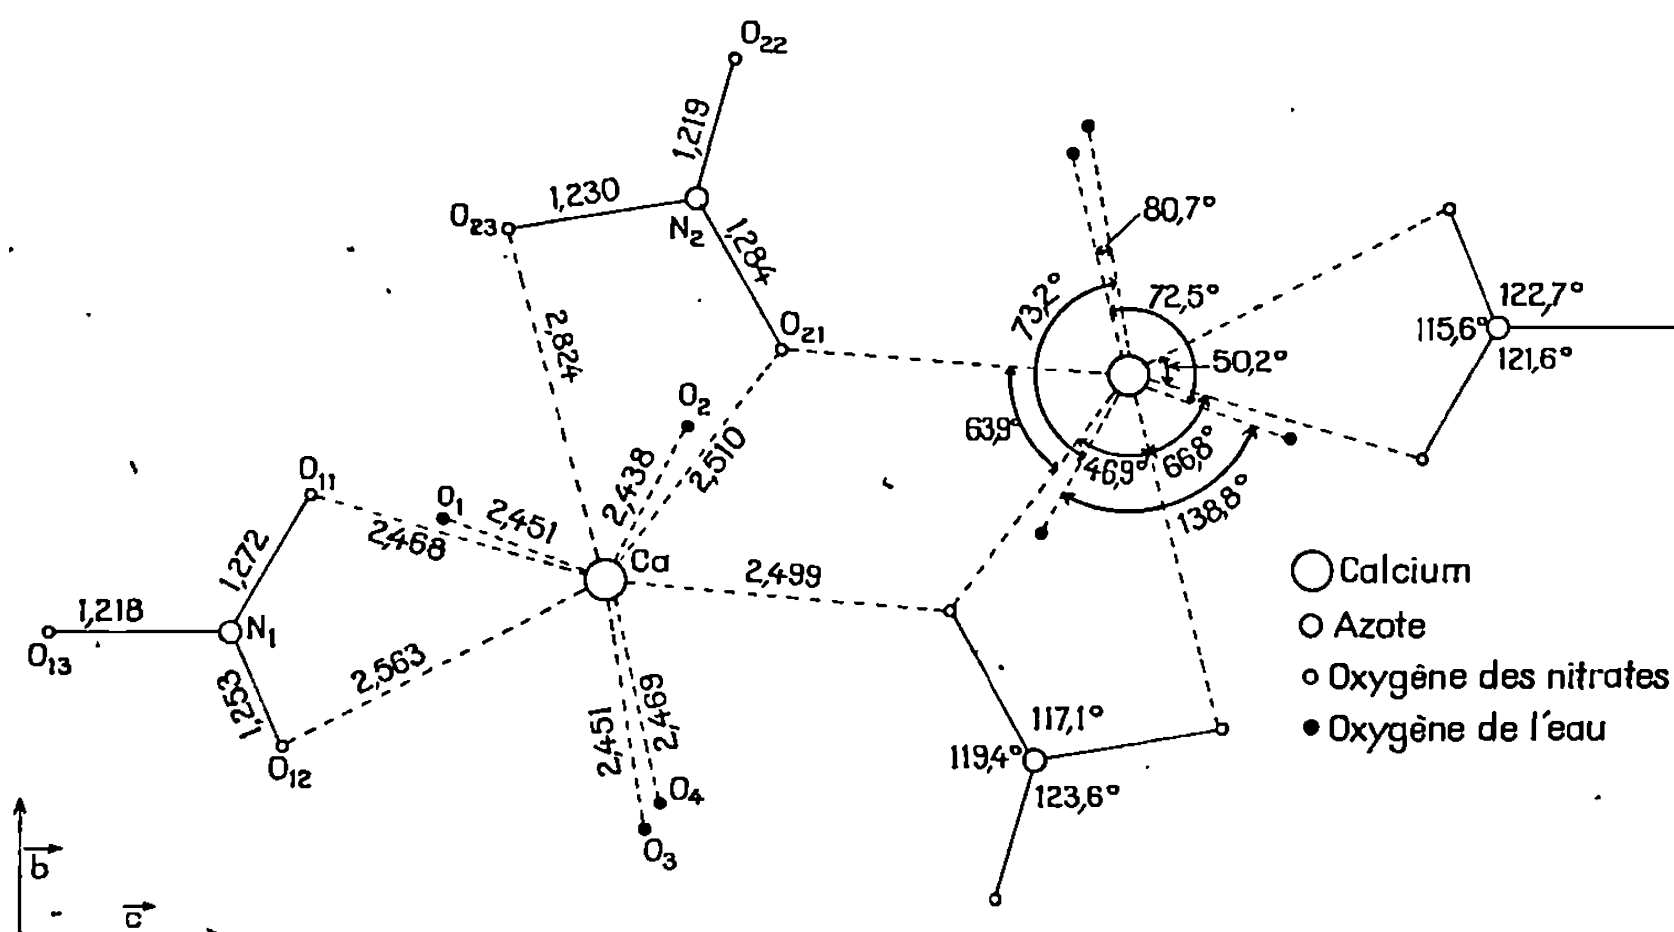 O22
1,219
O23
1,230
N2
1,284
O21
2,824
O2
2,438
2,510
O11
O1
2,451
2,468
1,272
Ca
2,499
1,218
N1
O13
2,563
1,253
O12
2,451
2,469
O4
O3
b
c
80,7°
73,2°
72,5°
122,7°
115,6°
121,6°
50,2°
63,9°
46,9°
66,8°
138,8°
117,1°
119,4°
123,6°
Calcium
Azote
Oxygène des nitrates
Oxygène de l'eau